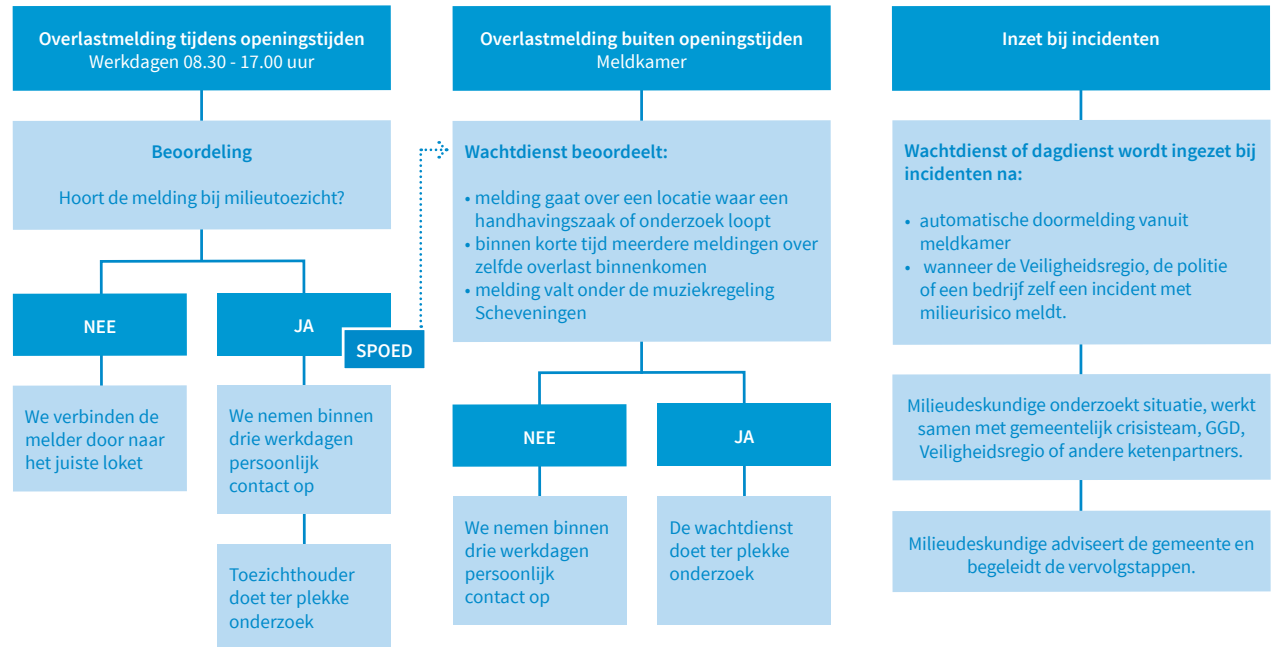 Overlastmelding tijdens openingstijden
Werkdagen 08.30 - 17.00 uur
Beoordeling
Hoort de melding bij milieutoezicht?
NEE
JA
SPOED
We verbinden de
melder door naar
het juiste loket
We nemen binnen
drie werkdagen
persoonlijk
contact op
Toezichthouder
doet ter plekke
onderzoek
Overlastmelding buiten openingstijden
Meldkamer
Wachtdienst beoordeelt:
• melding gaat over een locatie waar een
handhavingszaak of onderzoek loopt
• binnen korte tijd meerdere meldingen over
zelfde overlast binnenkomen
• melding valt onder de muziekregeling
Scheveningen
NEE
JA
We nemen binnen
drie werkdagen
persoonlijk
contact op
De wachtdienst
doet ter plekke
onderzoek
Inzet bij incidenten
Wachtdienst of dagdienst wordt ingezet bij
incidenten na:
• automatische doormelding vanuit
meldkamer
• wanneer de Veiligheidsregio, de politie
of een bedrijf zelf een incident met
milieurisico meldt.
Milieudeskundige onderzoekt situatie, werkt
samen met gemeentelijk crisisteam, GGD,
Veiligheidsregio of andere ketenpartners.
Milieudeskundige adviseert de gemeente en
begeleidt de vervolgstappen.